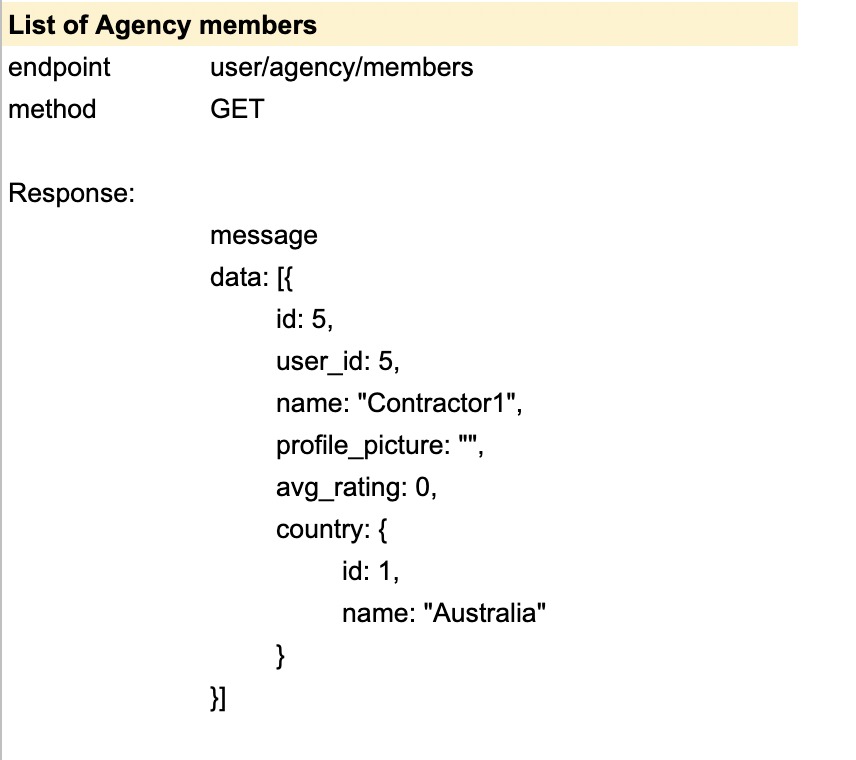 List of Agency members
endpoint user/agency/members
method GET
Response:
message
data: [{
id: 5,
user_id: 5,
name: "Contractor1",
profile_picture: "",
avg_rating: 0,
country: {
id: 1,
name: "Australia"
}
}]